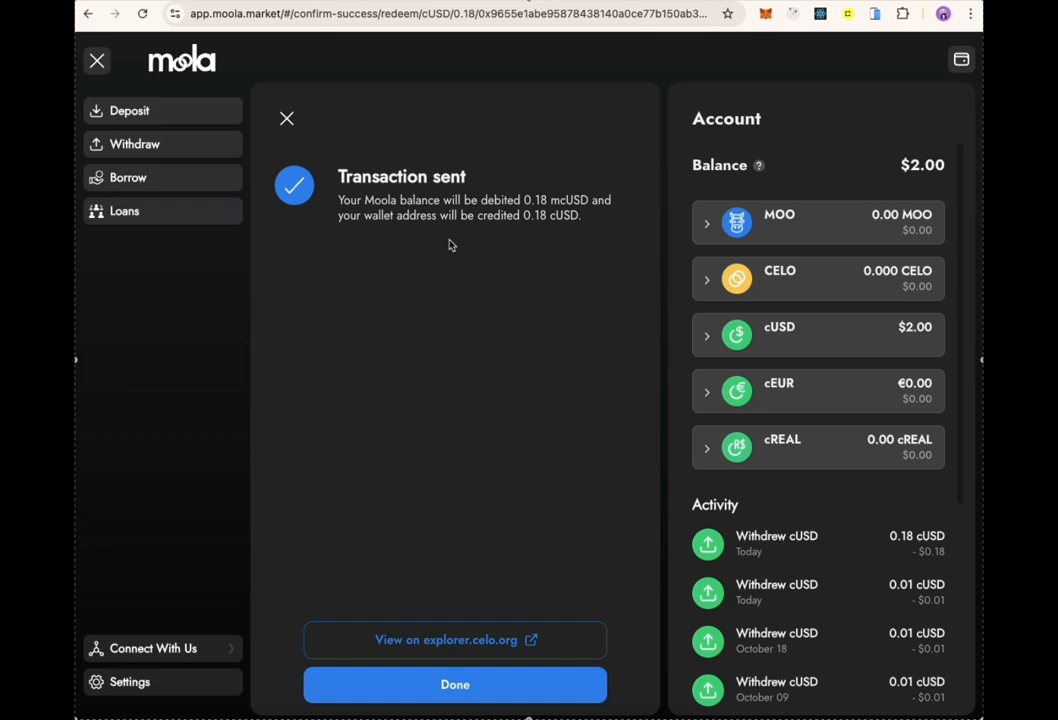 app.moola.market/#/confirm-success/redeem/cUSD/0.18/0x9655e1abe95878438140a0ce77b150ab3...
moola
Deposit
Withdraw
Borrow
Loans
Connect With Us
Settings
Transaction sent
Your Moola balance will be debited 0.18 mcUSD and
your wallet address will be credited 0.18 cUSD.
View on explorer.celo.org
Done
Account
Balance ? $2.00
MOO 0.00 MOO
$0.00
CELO 0.000 CELO
$0.00
cUSD $2.00
cEUR €0.00
$0.00
R$ cREAL 0.00 cREAL
$0.00
Activity
Withdrew cUSD 0.18 cUSD
Today - $0.18
Withdrew cUSD 0.01 cUSD
Today - $0.01
Withdrew cUSD 0.01 cUSD
October 18 - $0.01
Withdrew cUSD 0.01 cUSD
October 09 - $0.01